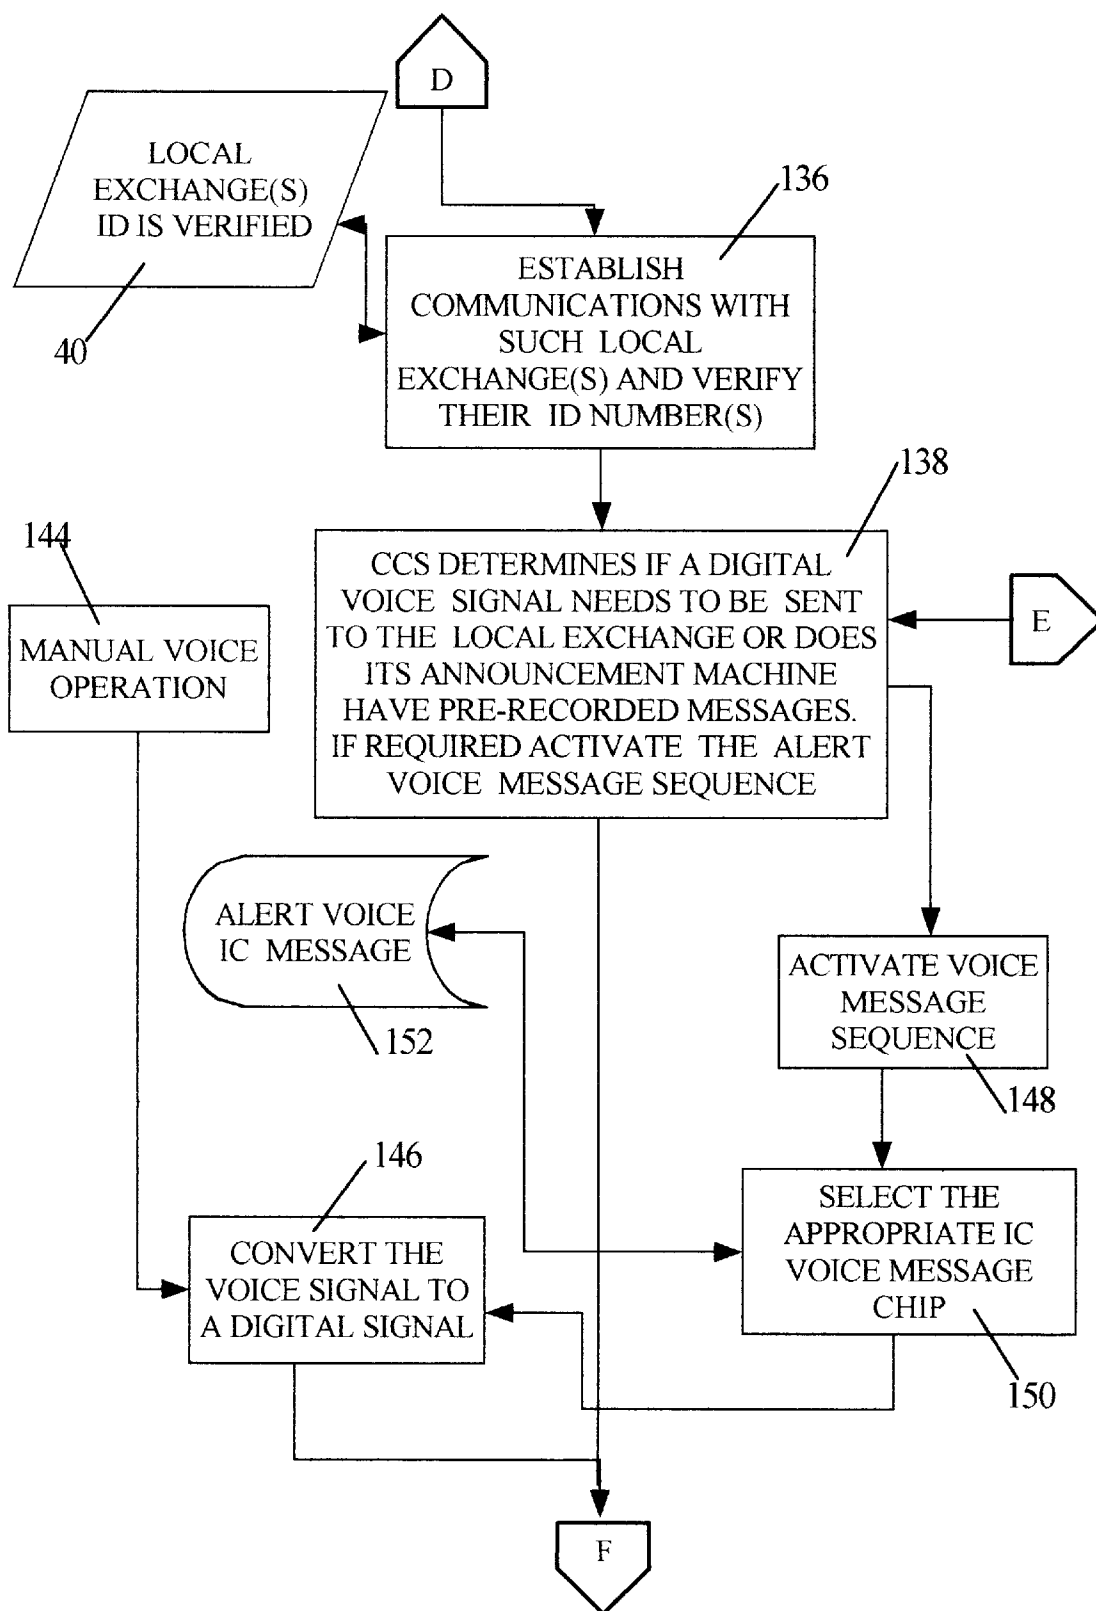 D
LOCAL
EXCHANGE(S)
ID IS VERIFIED
40
136
ESTABLISH
COMMUNICATIONS WITH
SUCH LOCAL
EXCHANGE(S) AND VERIFY
THEIR ID NUMBER(S)
138
CCS DETERMINES IF A DIGITAL
VOICE SIGNAL NEEDS TO BE SENT
TO THE LOCAL EXCHANGE OR DOES
ITS ANNOUNCEMENT MACHINE
HAVE PRE-RECORDED MESSAGES.
IF REQUIRED ACTIVATE THE ALERT
VOICE MESSAGE SEQUENCE
E
144
MANUAL VOICE
OPERATION
ALERT VOICE
IC MESSAGE
152
ACTIVATE VOICE
MESSAGE
SEQUENCE
148
146
CONVERT THE
VOICE SIGNAL TO
A DIGITAL SIGNAL
SELECT THE
APPROPRIATE IC
VOICE MESSAGE
CHIP
150
F